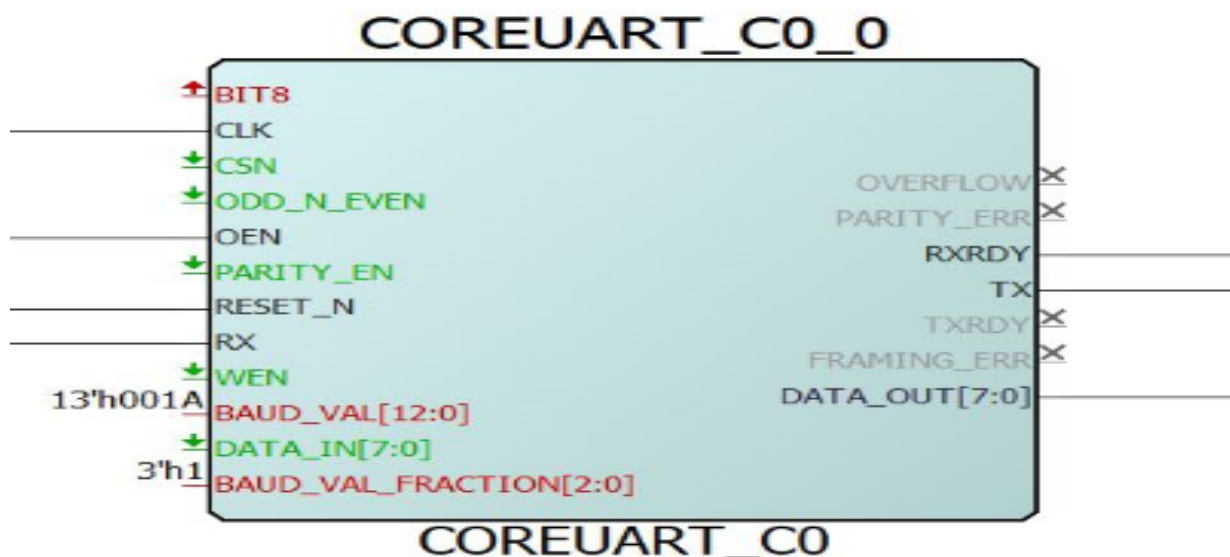 COREUART_C0_0
BIT8
CLK
CSN
ODD_N_EVEN
OEN
PARITY_EN
RESET_N
RX
WEN
13'h001A BAUD_VAL[12:0]
DATA_IN[7:0]
3'h1 BAUD_VAL_FRACTION[2:0]
OVERFLOW
PARITY_ERR
RXRDY
TX
TXRDY
FRAMING_ERR
DATA_OUT[7:0]
COREUART_C0